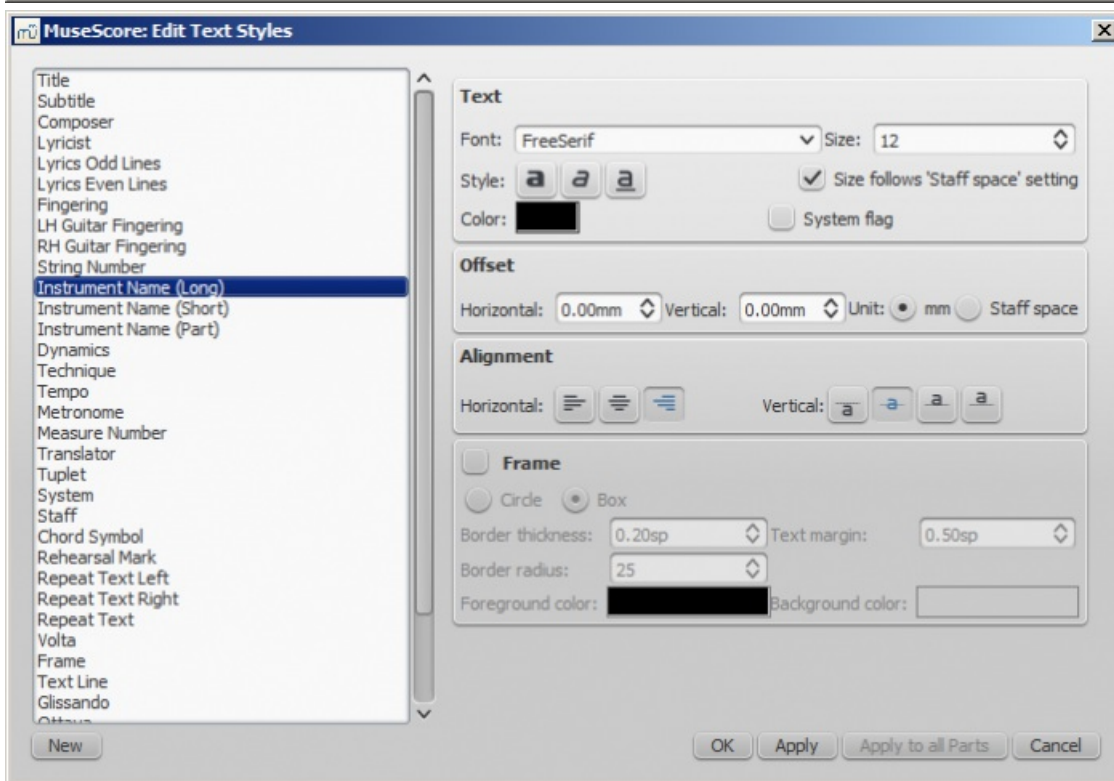 mü MuseScore: Edit Text Styles
Title
Subtitle
Composer
Lyricist
Lyrics Odd Lines
Lyrics Even Lines
Fingering
LH Guitar Fingering
RH Guitar Fingering
String Number
Instrument Name (Long)
Instrument Name (Short)
Instrument Name (Part)
Dynamics
Technique
Tempo
Metronome
Measure Number
Translator
Tuplet
System
Staff
Chord Symbol
Rehearsal Mark
Repeat Text Left
Repeat Text Right
Repeat Text
Volta
Frame
Text Line
Glissando
Ottava
New
Text
Font: FreeSerif Size: 12
Style: a a a Size follows 'Staff space' setting
Color: System flag
Offset
Horizontal: 0.00mm Vertical: 0.00mm Unit: mm Staff space
Alignment
Horizontal: Vertical: a a a a
Frame
Circle Box
Border thickness: 0.20sp Text margin: 0.50sp
Border radius: 25
Foreground color: Background color:
OK Apply Apply to all Parts Cancel